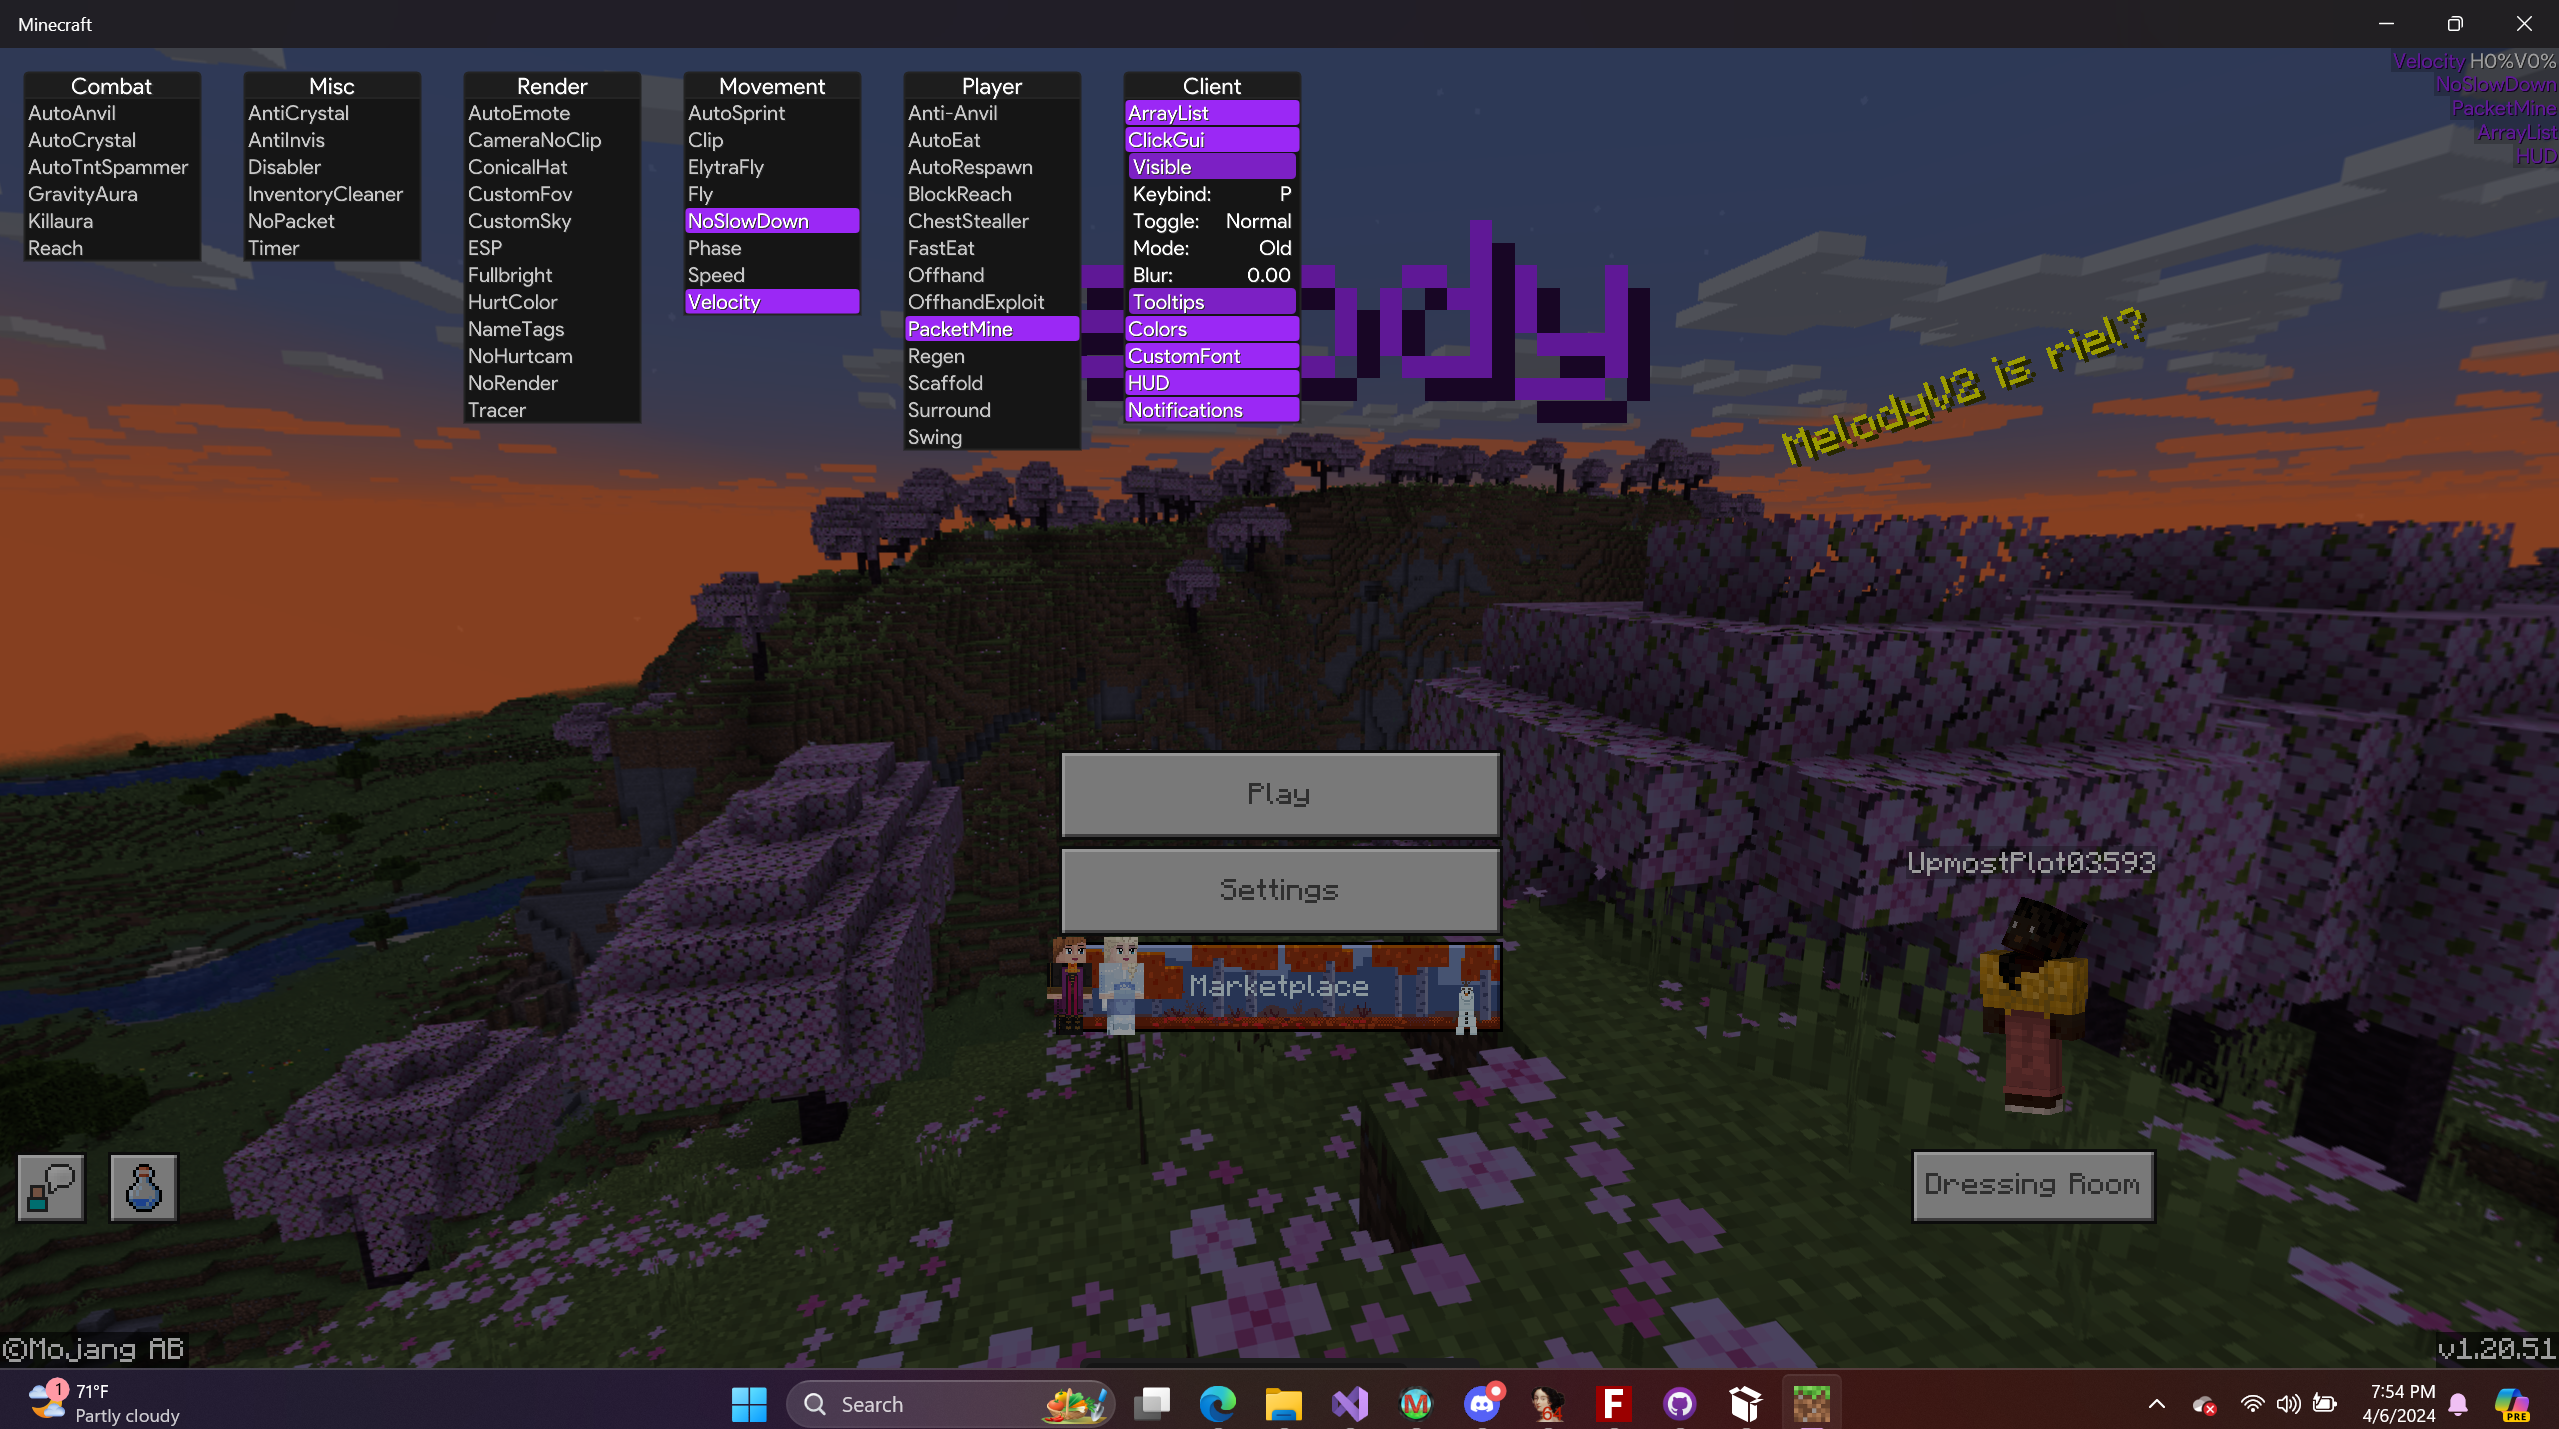 Minecraft
Velocity H0%V0%
NoSlowDown
PacketMine
ArrayList
HUD
Combat
AutoAnvil
AutoCrystal
AutoTntSpammer
GravityAura
Killaura
Reach
Misc
AntiCrystal
AntiInvis
Disabler
InventoryCleaner
NoPacket
Timer
Render
AutoEmote
CameraNoClip
ConicalHat
CustomFov
CustomSky
ESP
Fullbright
HurtColor
NameTags
NoHurtcam
NoRender
Tracer
Movement
AutoSprint
Clip
ElytraFly
Fly
NoSlowDown
Phase
Speed
Velocity
Player
Anti-Anvil
AutoEat
AutoRespawn
BlockReach
ChestStealler
FastEat
Offhand
OffhandExploit
PacketMine
Regen
Scaffold
Surround
Swing
Client
ArrayList
ClickGui
Visible
Keybind: P
Toggle: Normal
Mode: Old
Blur: 0.00
Tooltips
Colors
CustomFont
HUD
Notifications
Play
Settings
Marketplace
UpmostPlot03593
Dressing Room
©Mojang AB
v1.20.51
1
71°F
Partly cloudy
Search
M
64
F
7:54 PM
4/6/2024
PRE